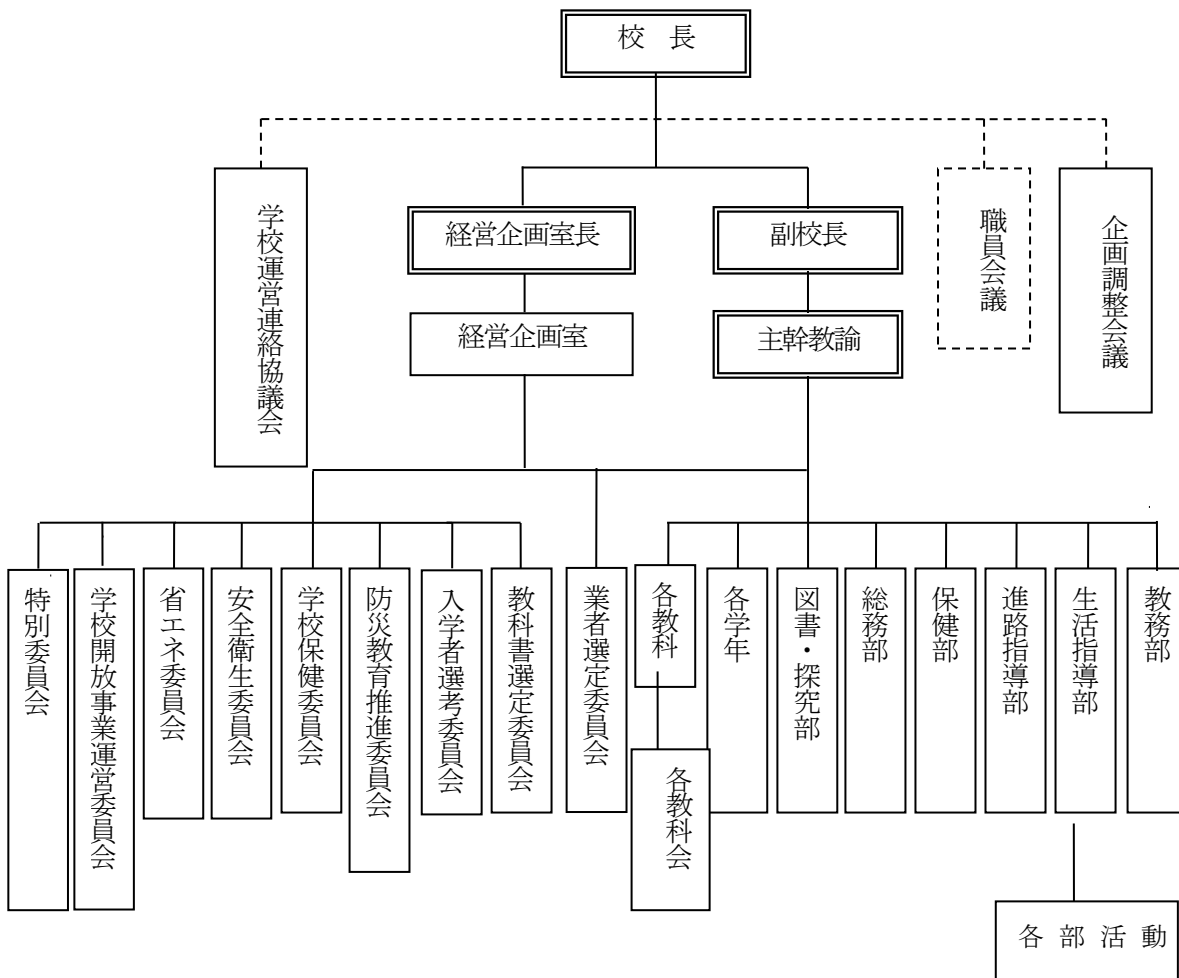 校 長
学校運営連絡協議会
経営企画室長
副校長
職員会議
企画調整会議
経営企画室
主幹教諭
特別委員会
学校開放事業運営委員会
省エネ委員会
安全衛生委員会
学校保健委員会
防災教育推進委員会
入学者選考委員会
教科書選定委員会
業者選定委員会
各教科
各学年
図書・探究部
総務部
保健部
進路指導部
生活指導部
教務部
各教科会
各 部 活 動